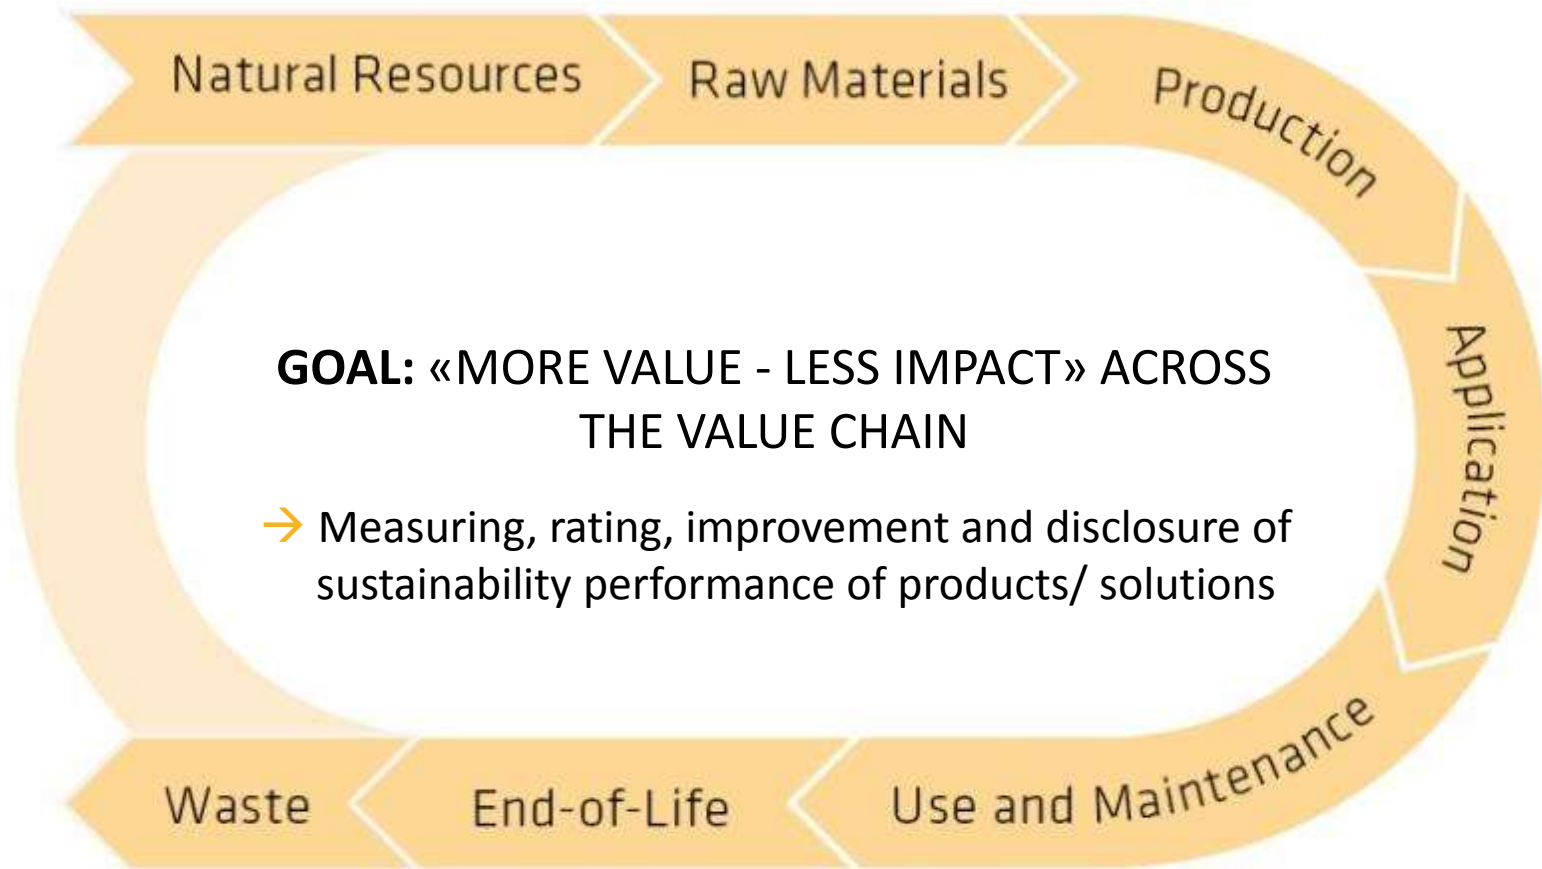 Natural Resources
Raw Materials
Production
Application
Use and Maintenance
End-of-Life
Waste
GOAL: «MORE VALUE - LESS IMPACT» ACROSS
THE VALUE CHAIN
→ Measuring, rating, improvement and disclosure of
sustainability performance of products/ solutions